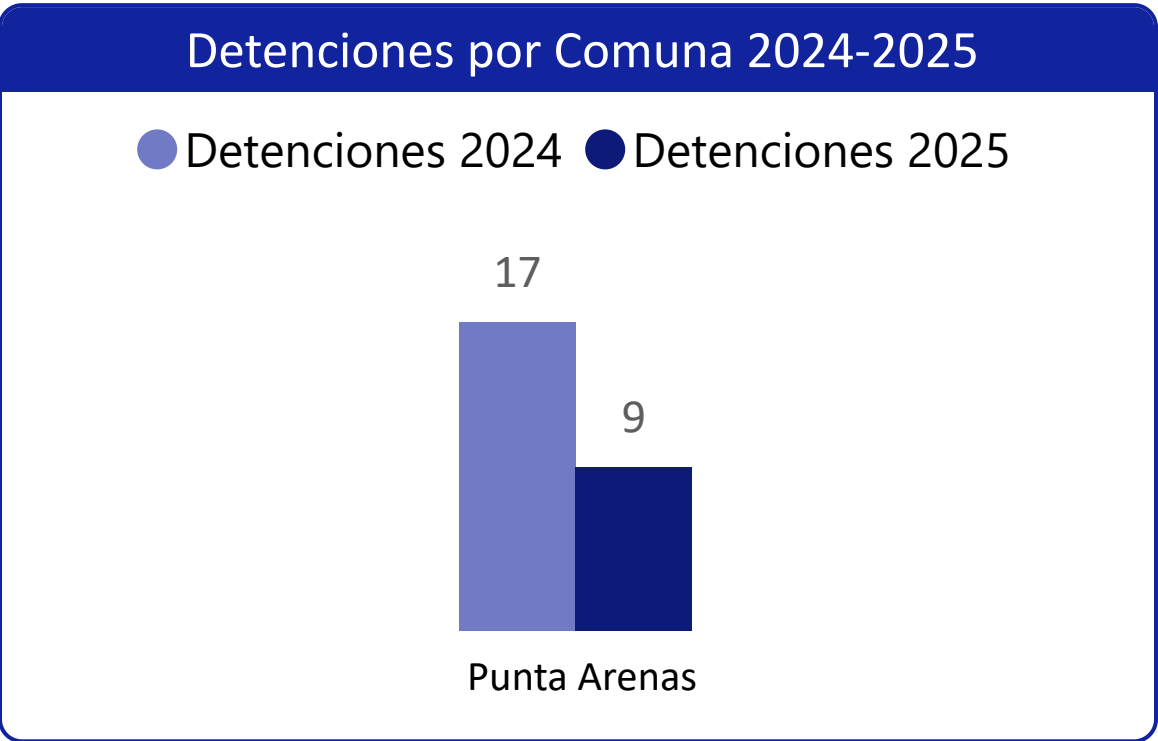 Detenciones por Comuna 2024-2025
Detenciones 2024 Detenciones 2025
17
9
Punta Arenas